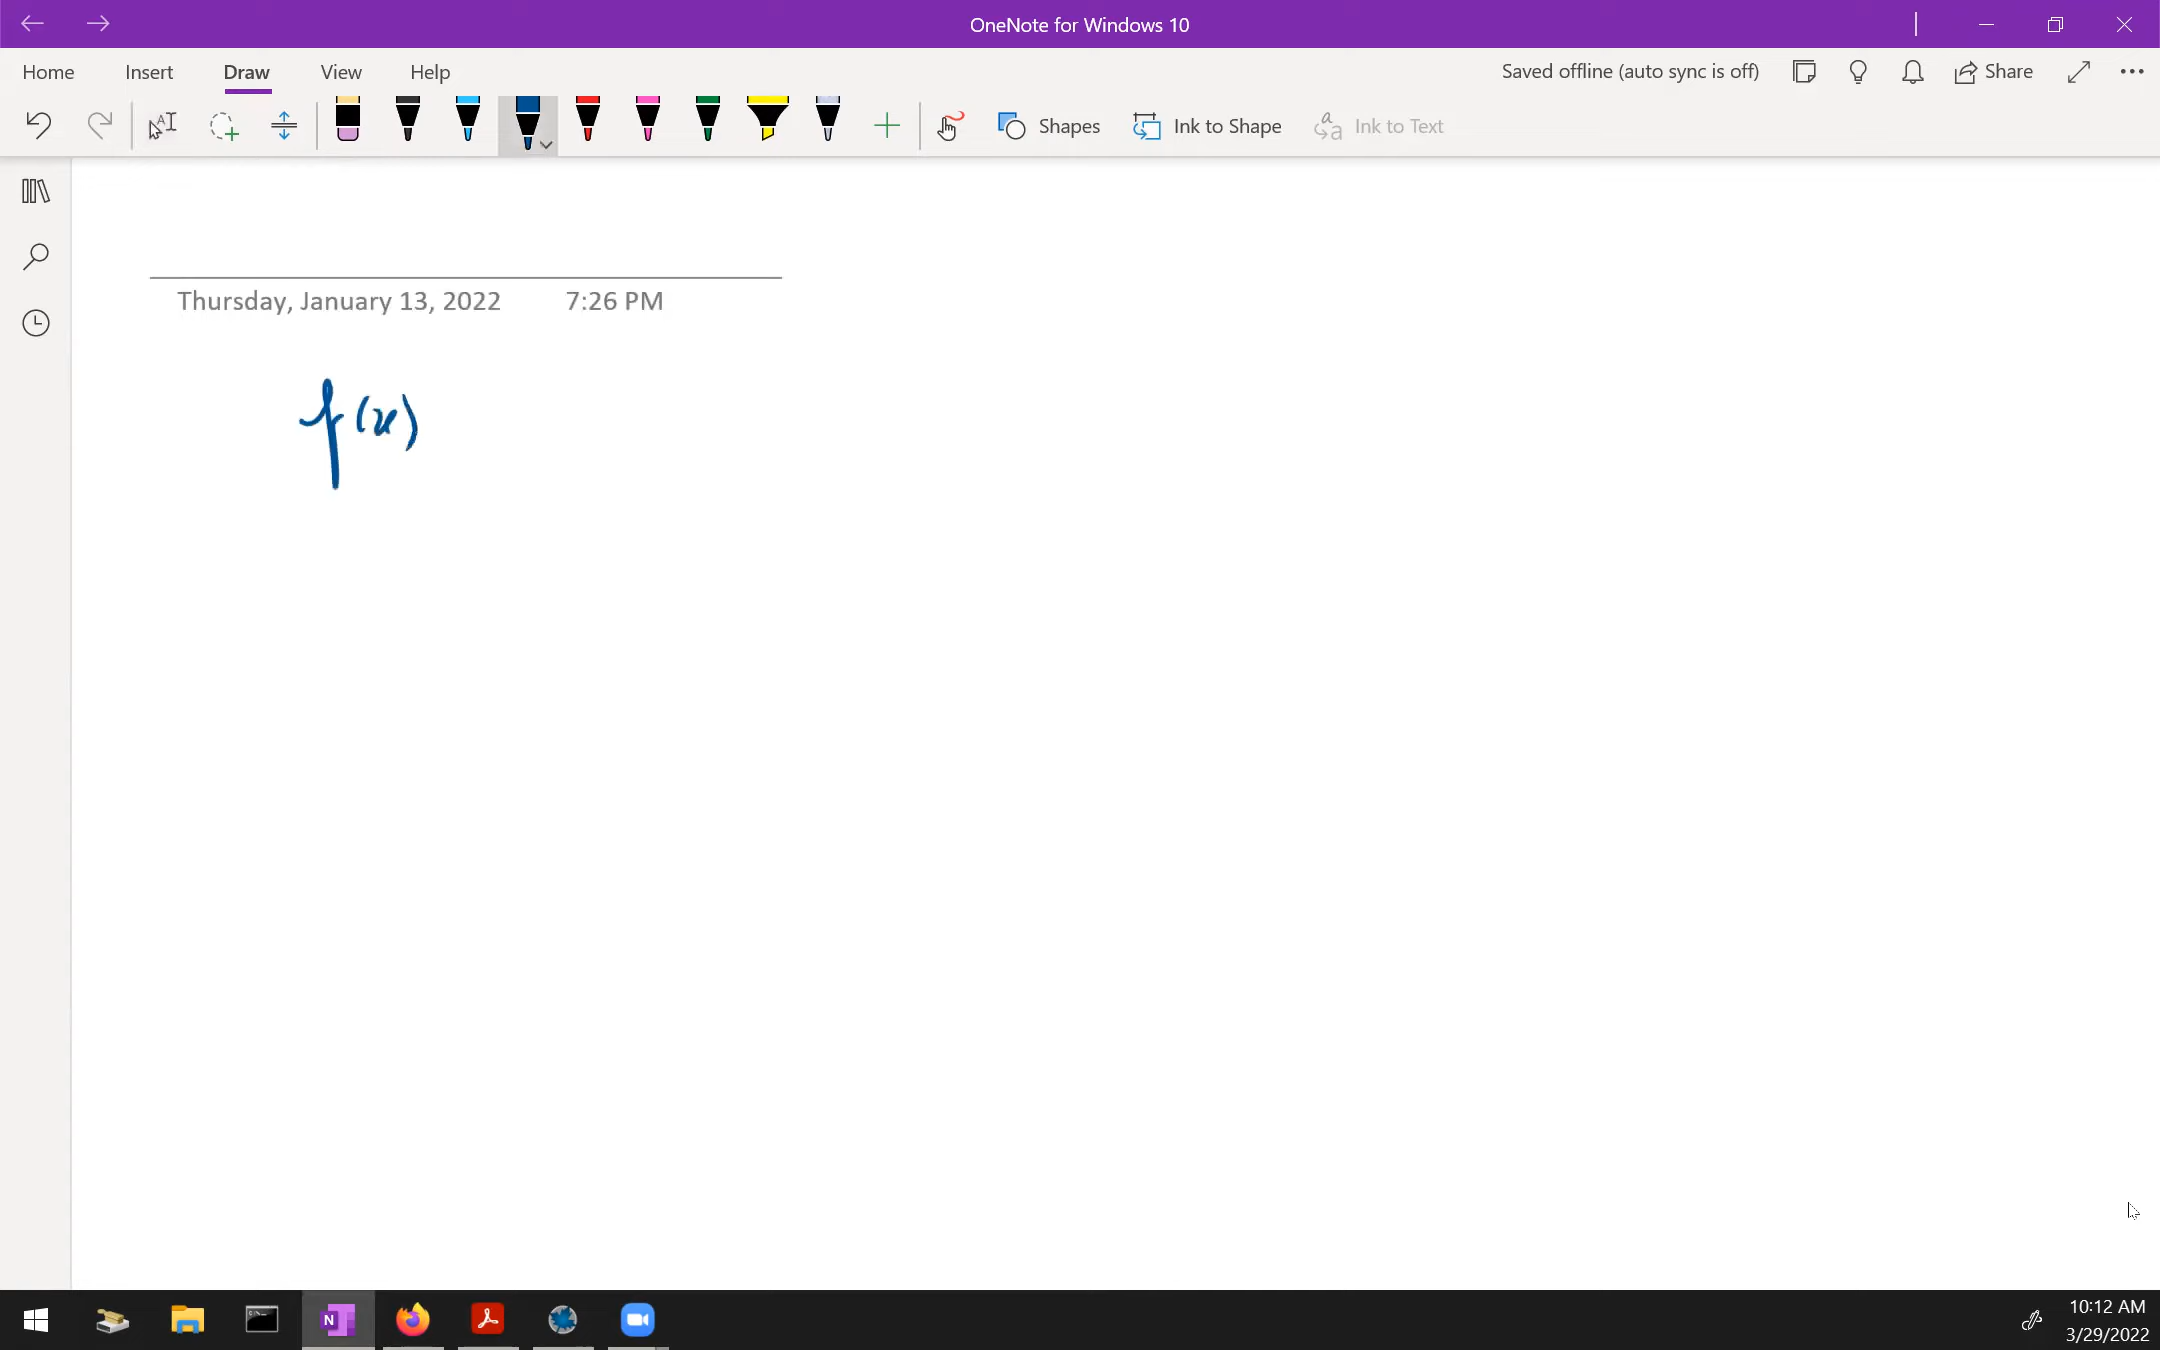 OneNote for Windows 10
Home Insert Draw View Help Saved offline (auto sync is off) Share
Shapes Ink to Shape Ink to Text
Thursday, January 13, 2022 7:26 PM
f(x)
10:12 AM
3/29/2022